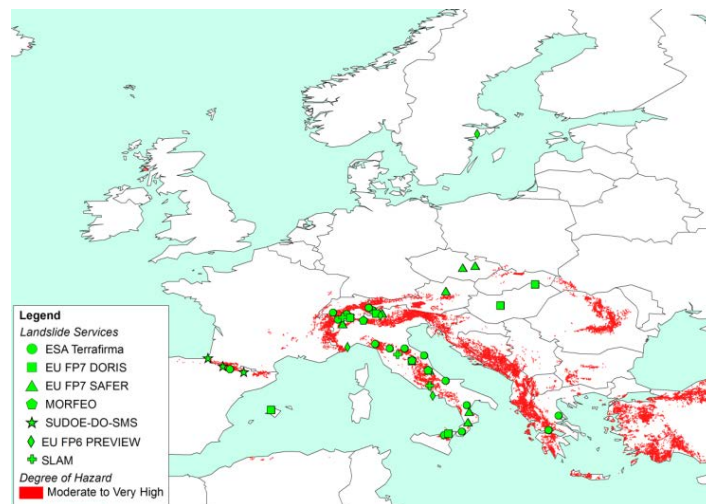 Legend
Landslide Services
ESA Terrafirma
EU FP7 DORIS
EU FP7 SAFER
MORFEO
SUDOE-DO-SMS
EU FP6 PREVIEW
SLAM
Degree of Hazard
Moderate to Very High